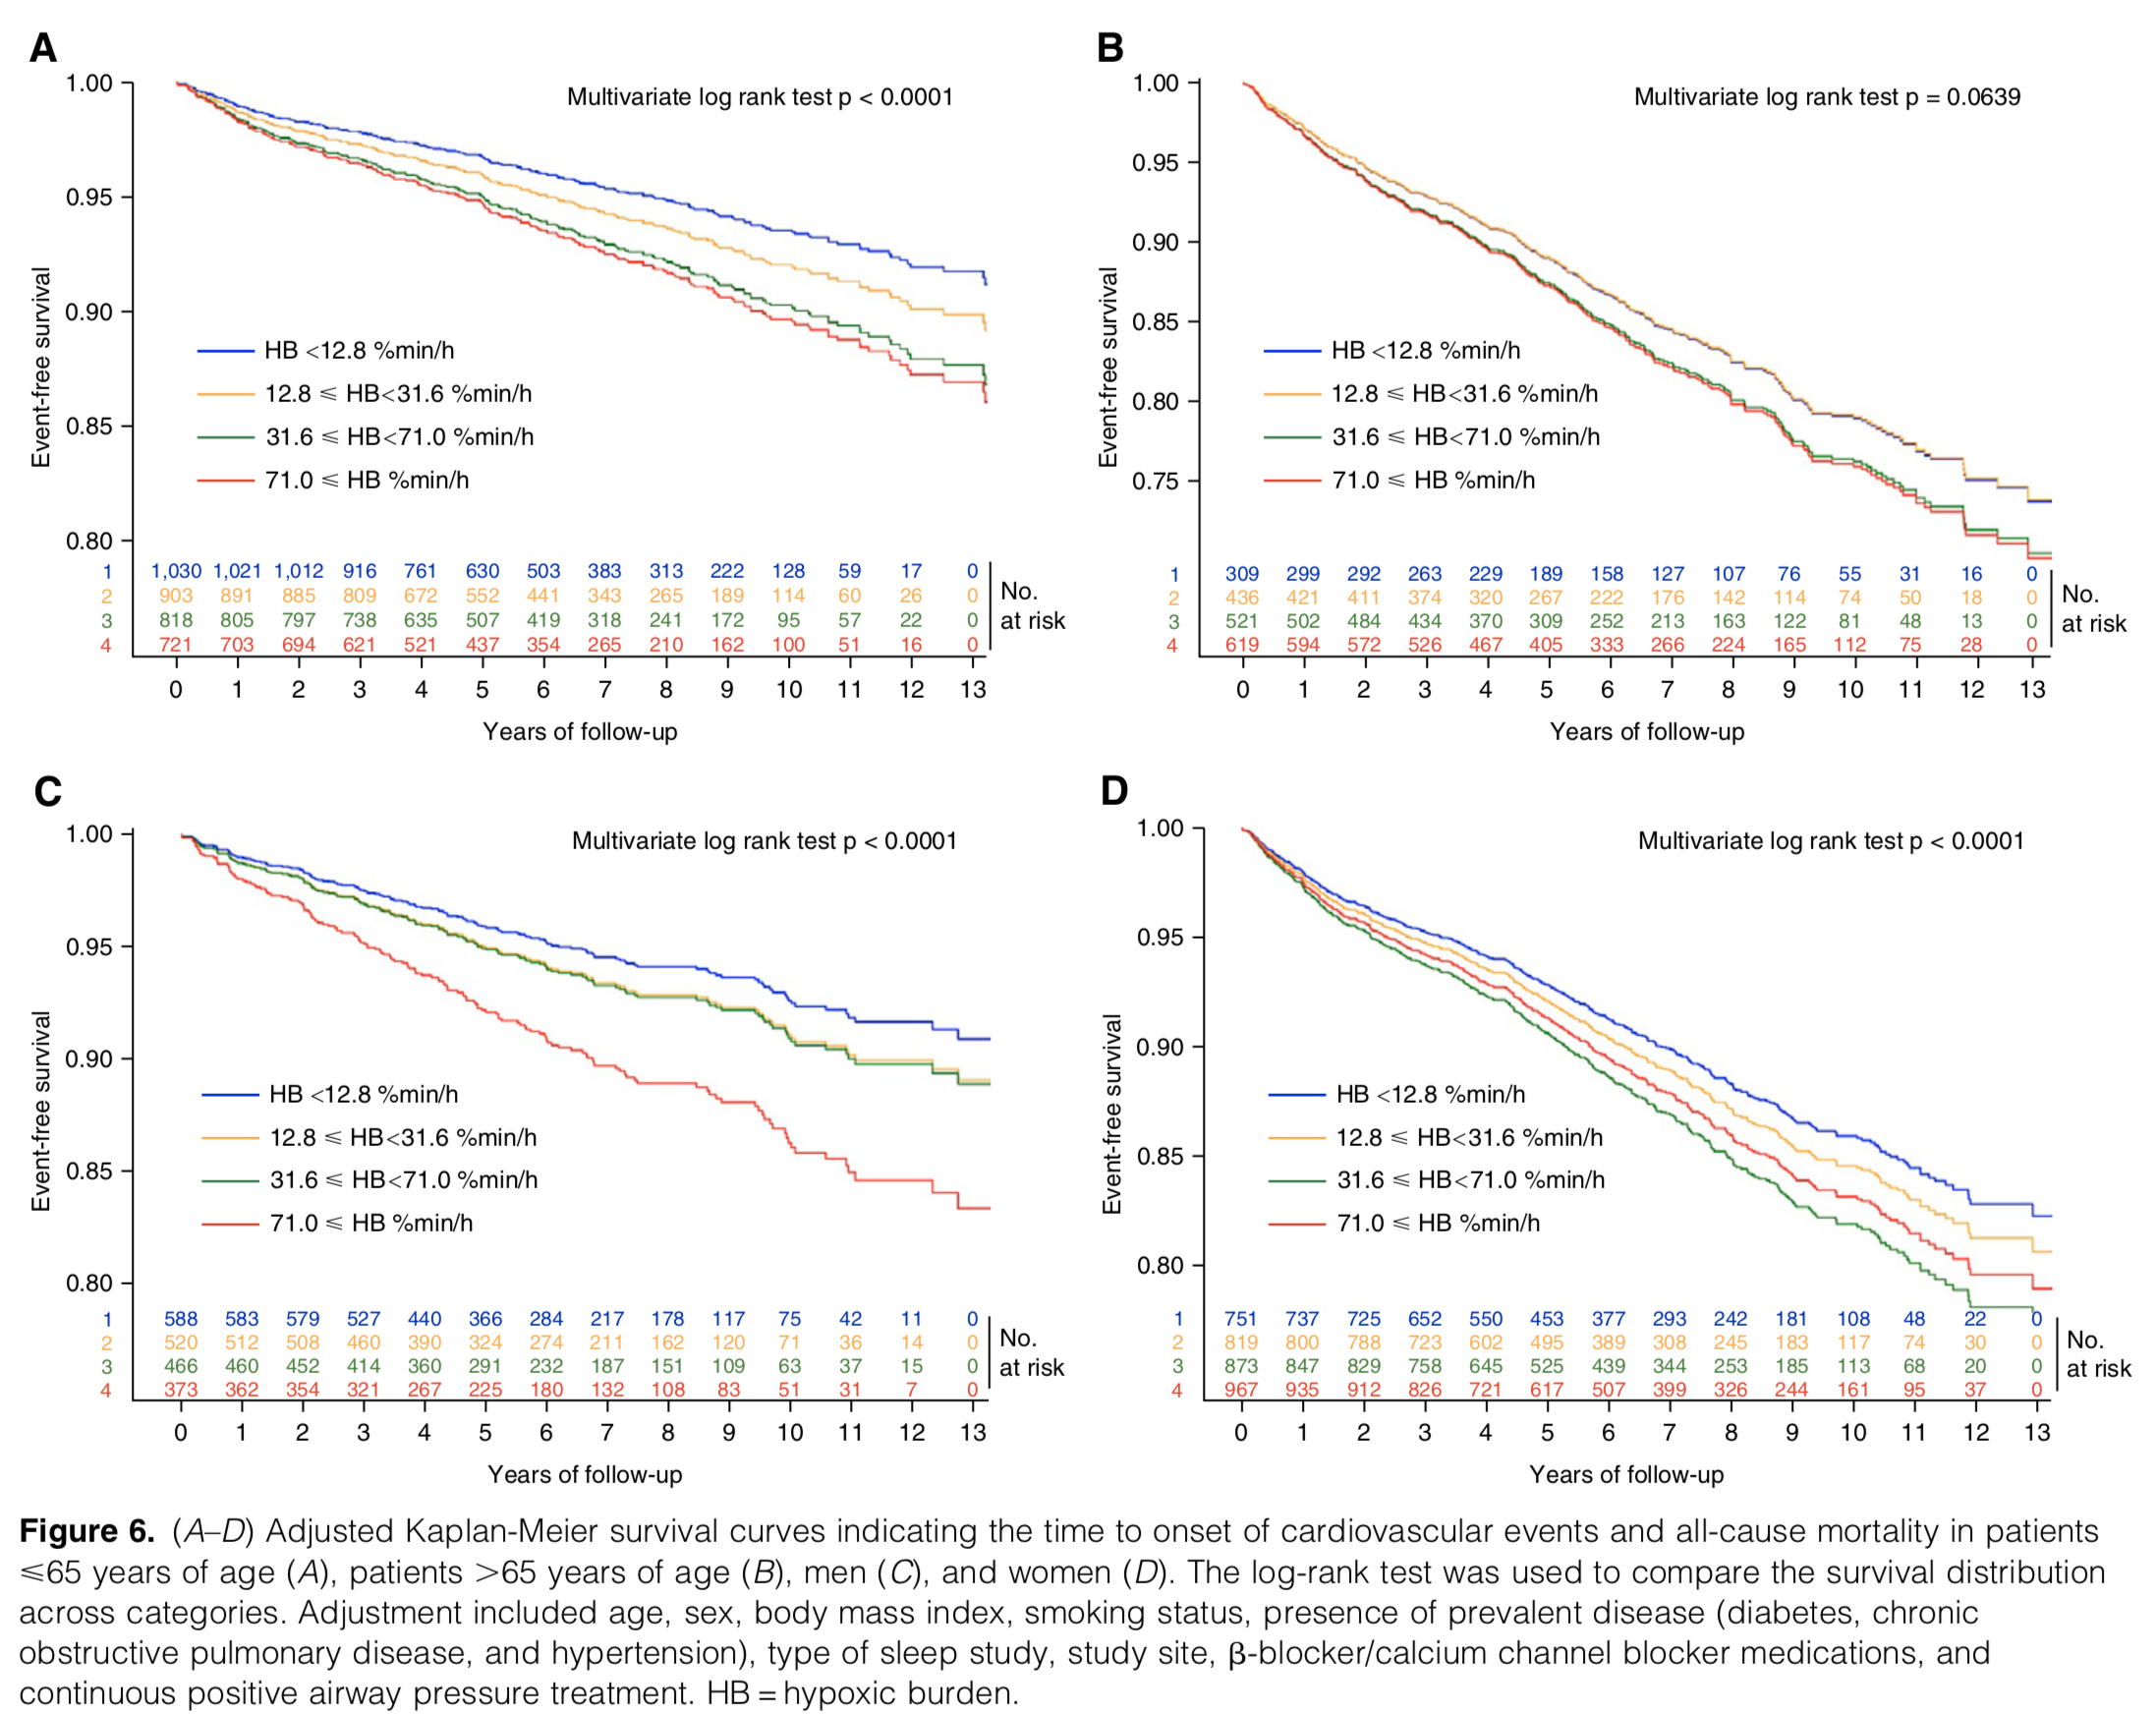 A
1.00
0.95
0.90
0.85
0.80
Event-free survival
Multivariate log rank test p < 0.0001
HB <12.8 %min/h
12.8 ⩽ HB<31.6 %min/h
31.6 ⩽ HB<71.0 %min/h
71.0 ⩽ HB %min/h
1 1,030 1,021 1,012 916 761 630 503 383 313 222 128 59 17 0
2 903 891 885 809 672 552 441 343 265 189 114 60 26 0
3 818 805 797 738 635 507 419 318 241 172 95 57 22 0
4 721 703 694 621 521 437 354 265 210 162 100 51 16 0
No.
at risk
0 1 2 3 4 5 6 7 8 9 10 11 12 13
Years of follow-up
B
1.00
0.95
0.90
0.85
0.80
0.75
Event-free survival
Multivariate log rank test p = 0.0639
HB <12.8 %min/h
12.8 ⩽ HB<31.6 %min/h
31.6 ⩽ HB<71.0 %min/h
71.0 ⩽ HB %min/h
1 309 299 292 263 229 189 158 127 107 76 55 31 16 0
2 436 421 411 374 320 267 222 176 142 114 74 50 18 0
3 521 502 484 434 370 309 252 213 163 122 81 48 13 0
4 619 594 572 526 467 405 333 266 224 165 112 75 28 0
No.
at risk
0 1 2 3 4 5 6 7 8 9 10 11 12 13
Years of follow-up
C
1.00
0.95
0.90
0.85
0.80
Event-free survival
Multivariate log rank test p < 0.0001
HB <12.8 %min/h
12.8 ⩽ HB<31.6 %min/h
31.6 ⩽ HB<71.0 %min/h
71.0 ⩽ HB %min/h
1 588 583 579 527 440 366 284 217 178 117 75 42 11 0
2 520 512 508 460 390 324 274 211 162 120 71 36 14 0
3 466 460 452 414 360 291 232 187 151 109 63 37 15 0
4 373 362 354 321 267 225 180 132 108 83 51 31 7 0
No.
at risk
0 1 2 3 4 5 6 7 8 9 10 11 12 13
Years of follow-up
D
1.00
0.95
0.90
0.85
0.80
Event-free survival
Multivariate log rank test p < 0.0001
HB <12.8 %min/h
12.8 ⩽ HB<31.6 %min/h
31.6 ⩽ HB<71.0 %min/h
71.0 ⩽ HB %min/h
1 751 737 725 652 550 453 377 293 242 181 108 48 22 0
2 819 800 788 723 602 495 389 308 245 183 117 74 30 0
3 873 847 829 758 645 525 439 344 253 185 113 68 20 0
4 967 935 912 826 721 617 507 399 326 244 161 95 37 0
No.
at risk
0 1 2 3 4 5 6 7 8 9 10 11 12 13
Years of follow-up
Figure 6. (A–D) Adjusted Kaplan-Meier survival curves indicating the time to onset of cardiovascular events and all-cause mortality in patients
⩽65 years of age (A), patients >65 years of age (B), men (C), and women (D). The log-rank test was used to compare the survival distribution
across categories. Adjustment included age, sex, body mass index, smoking status, presence of prevalent disease (diabetes, chronic
obstructive pulmonary disease, and hypertension), type of sleep study, study site, β-blocker/calcium channel blocker medications, and
continuous positive airway pressure treatment. HB = hypoxic burden.